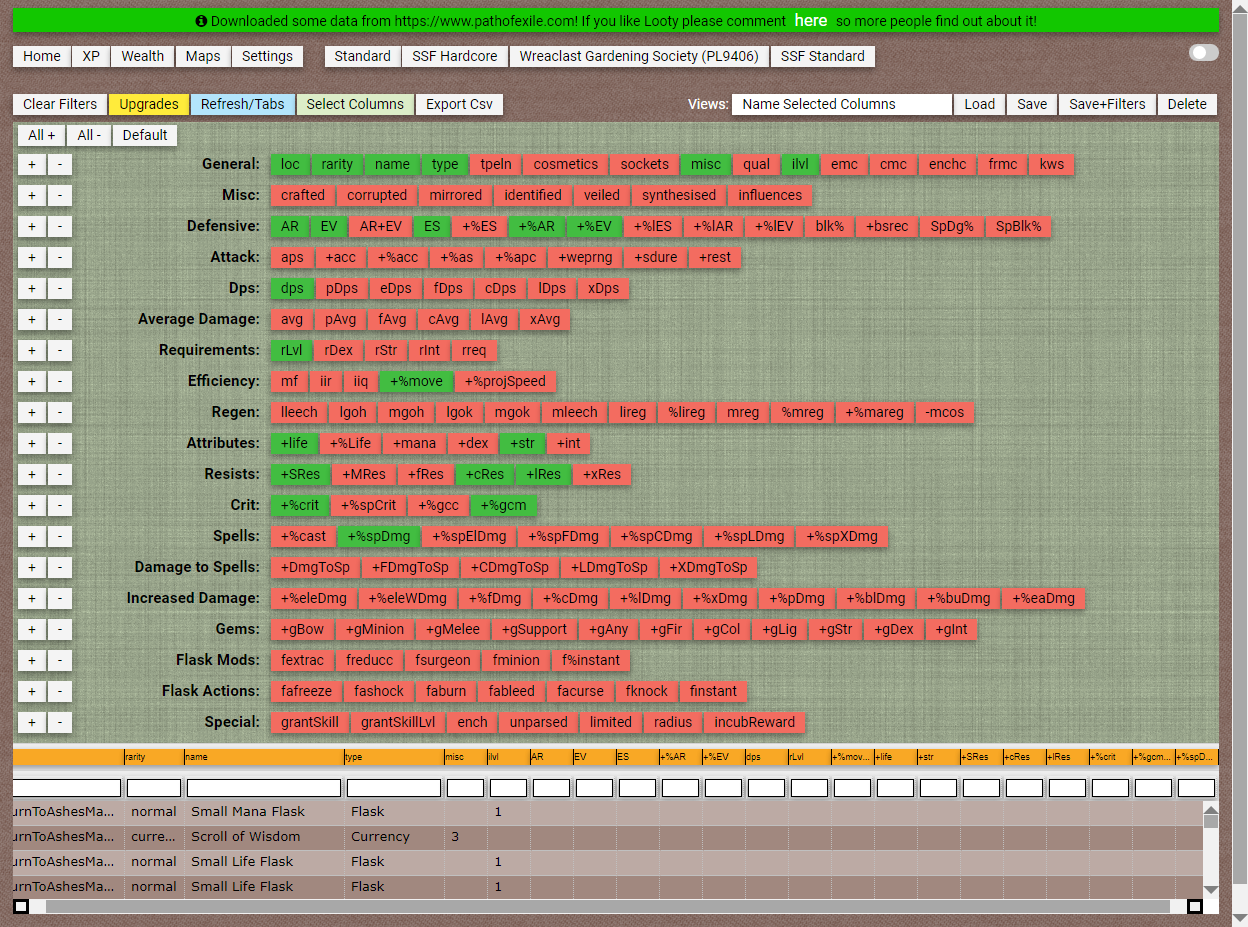 Downloaded some data from https://www.pathofexile.com! If you like Looty please comment here so more people find out about it!
Home XP Wealth Maps Settings Standard SSF Hardcore Wreaclast Gardening Society (PL9406) SSF Standard
Clear Filters Upgrades Refresh/Tabs Select Columns Export Csv Views: Name Selected Columns Load Save Save+Filters Delete
All + All - Default
+ - General: loc rarity name type tpeln cosmetics sockets misc qual ilvl emc cmc enchc frmc kws
+ - Misc: crafted corrupted mirrored identified veiled synthesised influences
+ - Defensive: AR EV AR+EV ES +%ES +%AR +%EV +%lES +%lAR +%lEV blk% +bsrec SpDg% SpBlk%
+ - Attack: aps +acc +%acc +%as +%apc +weprng +sdure +rest
+ - Dps: dps pDps eDps fDps cDps lDps xDps
+ - Average Damage: avg pAvg fAvg cAvg lAvg xAvg
+ - Requirements: rLvl rDex rStr rInt rreq
+ - Efficiency: mf iir iiq +%move +%projSpeed
+ - Regen: lleech lgoh mgoh lgok mgok mleech lireg %lireg mreg %mreg +%mareg -mcos
+ - Attributes: +life +%Life +mana +dex +str +int
+ - Resists: +SRes +MRes +fRes +cRes +lRes +xRes
+ - Crit: +%crit +%spCrit +%gcc +%gcm
+ - Spells: +%cast +%spDmg +%spElDmg +%spFDmg +%spCDmg +%spLDmg +%spXDmg
+ - Damage to Spells: +DmgToSp +FDmgToSp +CDmgToSp +LDmgToSp +XDmgToSp
+ - Increased Damage: +%eleDmg +%eleWDmg +%fDmg +%cDmg +%lDmg +%xDmg +%pDmg +%blDmg +%buDmg +%eaDmg
+ - Gems: +gBow +gMinion +gMelee +gSupport +gAny +gFir +gCol +gLig +gStr +gDex +gInt
+ - Flask Mods: fextrac freducc fsurgeon fminion f%instant
+ - Flask Actions: fafreeze fashock faburn fableed facurse fknock finstant
+ - Special: grantSkill grantSkillLvl ench unparsed limited radius incubReward
rarity name type misc ilvl AR EV ES +%AR +%EV dps rLvl +%mov... +life +str +SRes +cRes +lRes +%crit +%gcm... +%spD...
urnToAshesMa... normal Small Mana Flask Flask 1
urnToAshesMa... curre... Scroll of Wisdom Currency 3
urnToAshesMa... normal Small Life Flask Flask 1
urnToAshesMa... normal Small Life Flask Flask 1